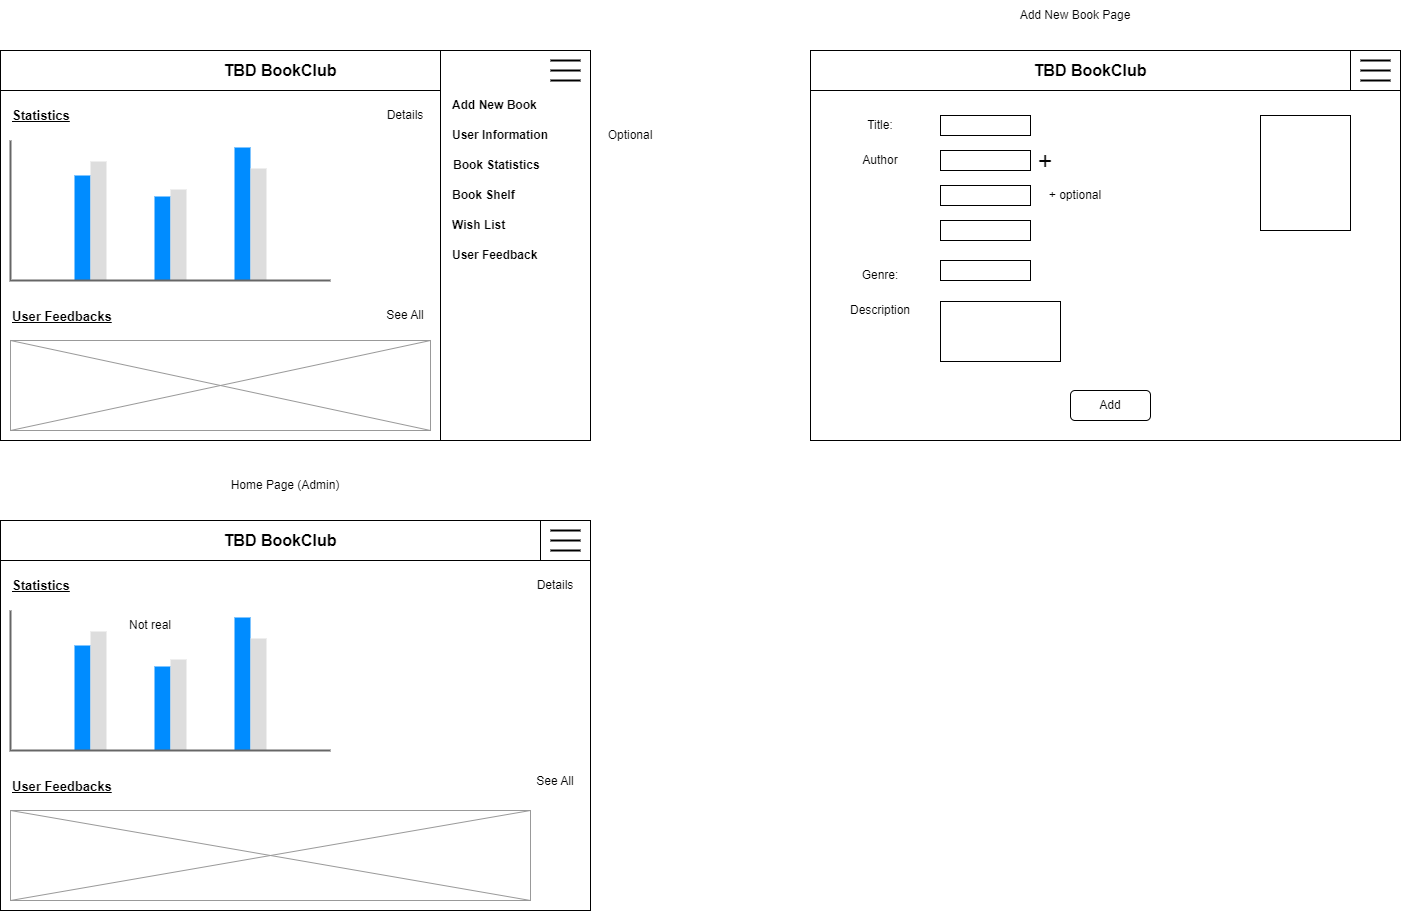 Add New Book Page
TBD BookClub
Statistics
Details
User Feedbacks
See All
Add New Book
User Information
Book Statistics
Book Shelf
Wish List
User Feedback
Optional
TBD BookClub
Title:
Author
+
+ optional
Genre:
Description
Add
Home Page (Admin)
TBD BookClub
Statistics
Details
Not real
User Feedbacks
See All